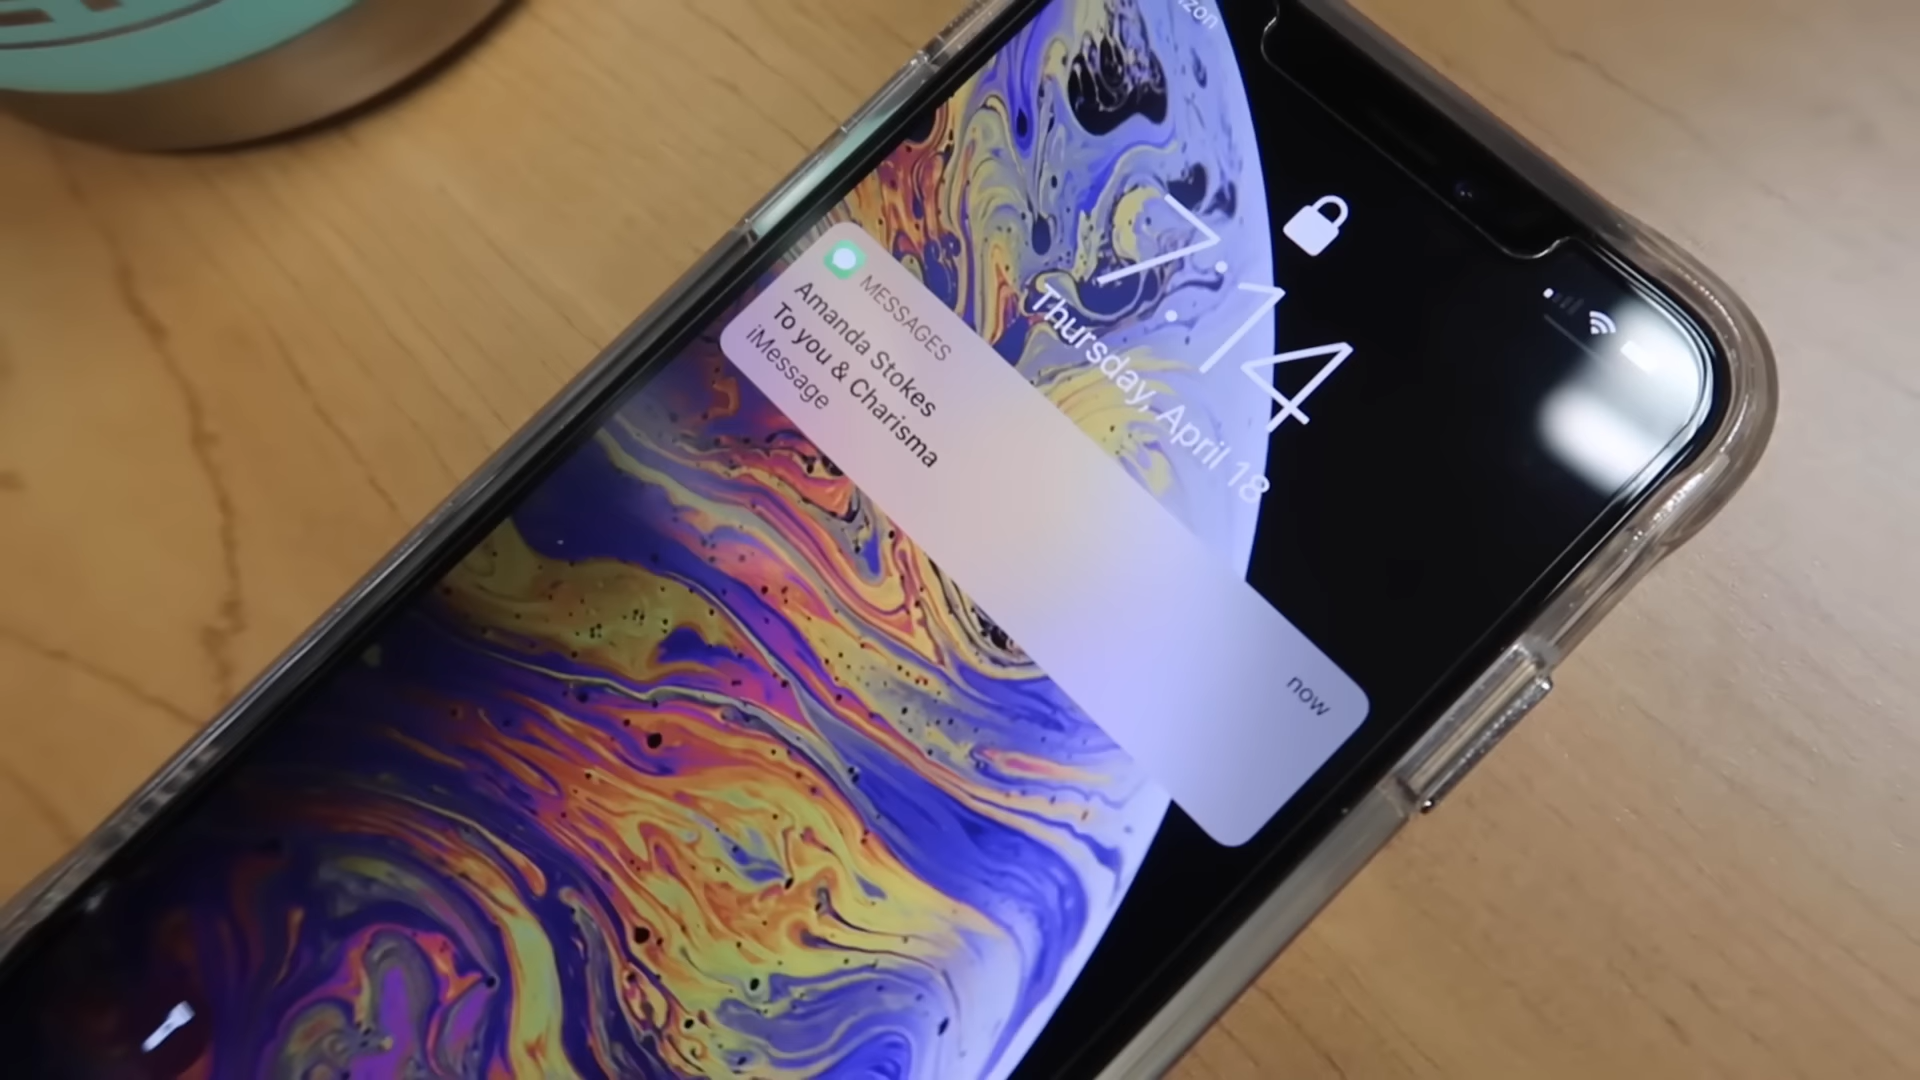 7:14
Thursday, April 18
MESSAGES
now
Amanda Stokes
To you & Charisma
iMessage